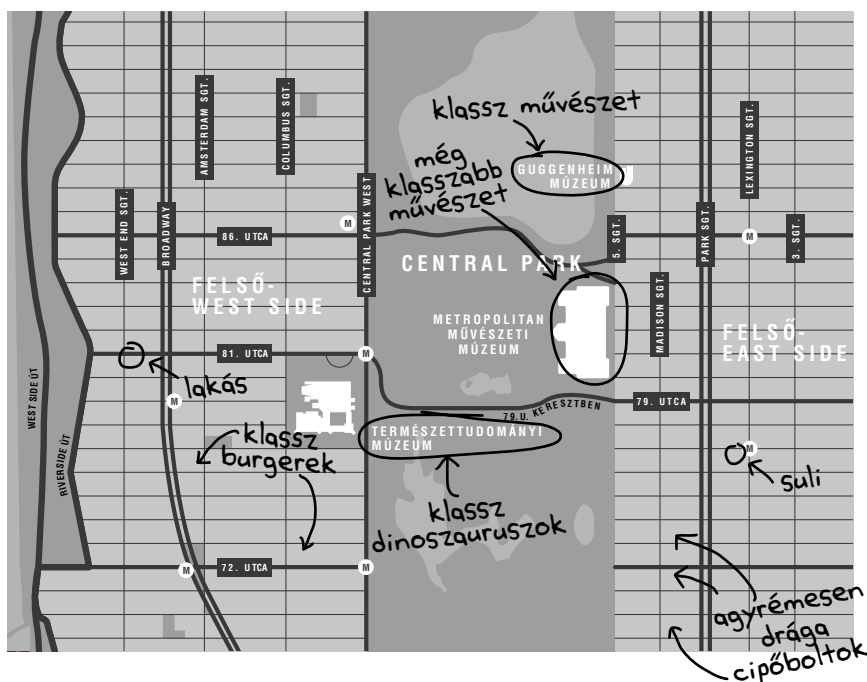 klassz művészet
még
klasszabb
művészet
GUGGENHEIM
MÚZEUM
AMSTERDAM SGT.
COLUMBUS SGT.
LEXINGTON SGT.
WEST END SGT.
BROADWAY
CENTRAL PARK WEST
5. SGT.
PARK SGT.
3. SGT.
M
86. UTCA
M
CENTRAL PARK
FELSŐ-
WEST SIDE
METROPOLITAN
MŰVÉSZETI
MÚZEUM
MADISON SGT.
FELSŐ-
EAST SIDE
81. UTCA
M
lakás
M
WEST SIDE ÚT
RIVERSIDE ÚT
79. U. KERESZTBEN
79. UTCA
TERMÉSZETTUDOMÁNYI
MÚZEUM
klassz
burgerek
M
suli
klassz
dinoszauruszok
M
72. UTCA
M
agyrémesen
drága
cipőboltok